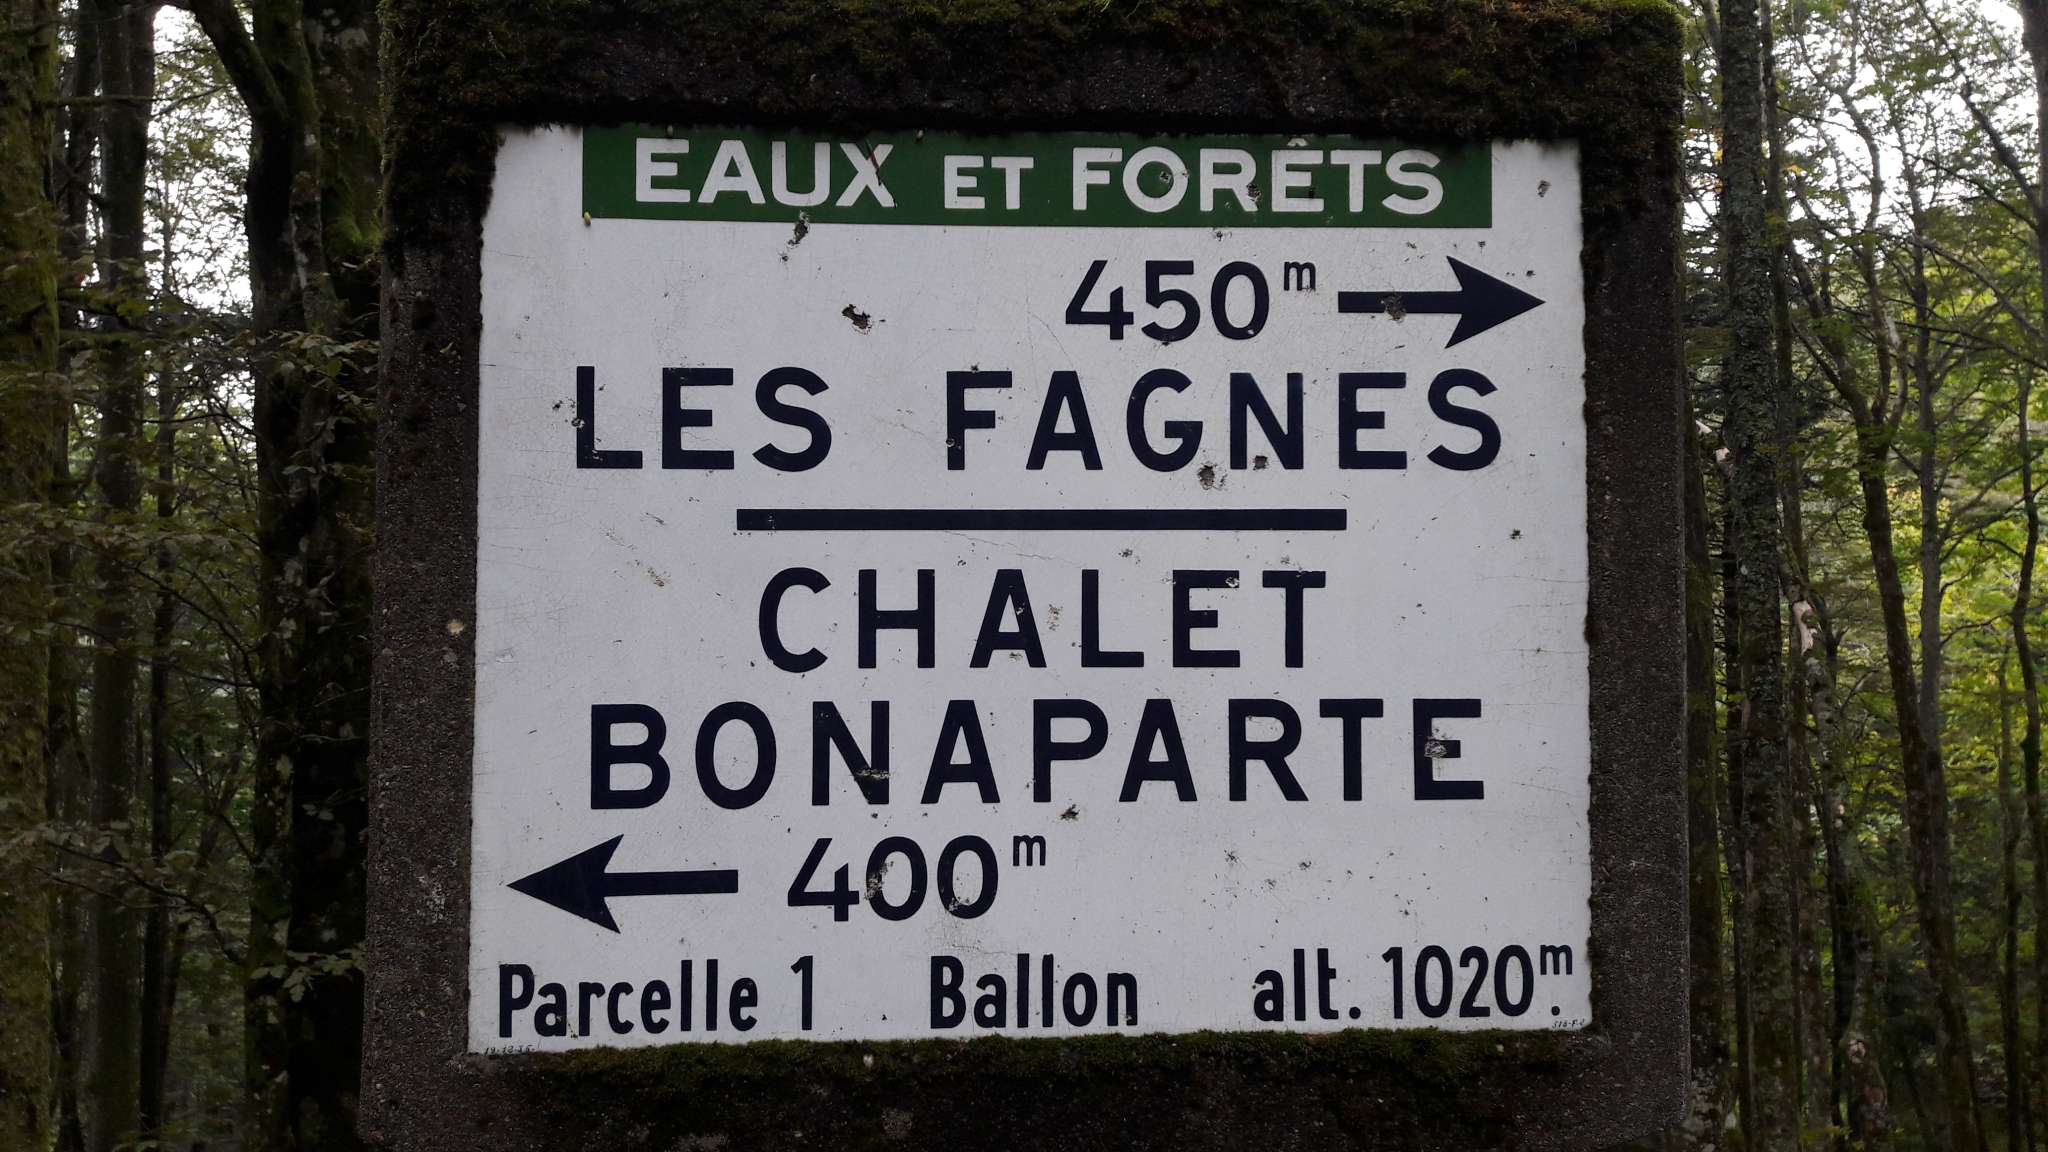 EAUX ET FORÊTS
450m
LES FAGNES
CHALET
BONAPARTE
400m
Parcelle 1 Ballon alt. 1020m.